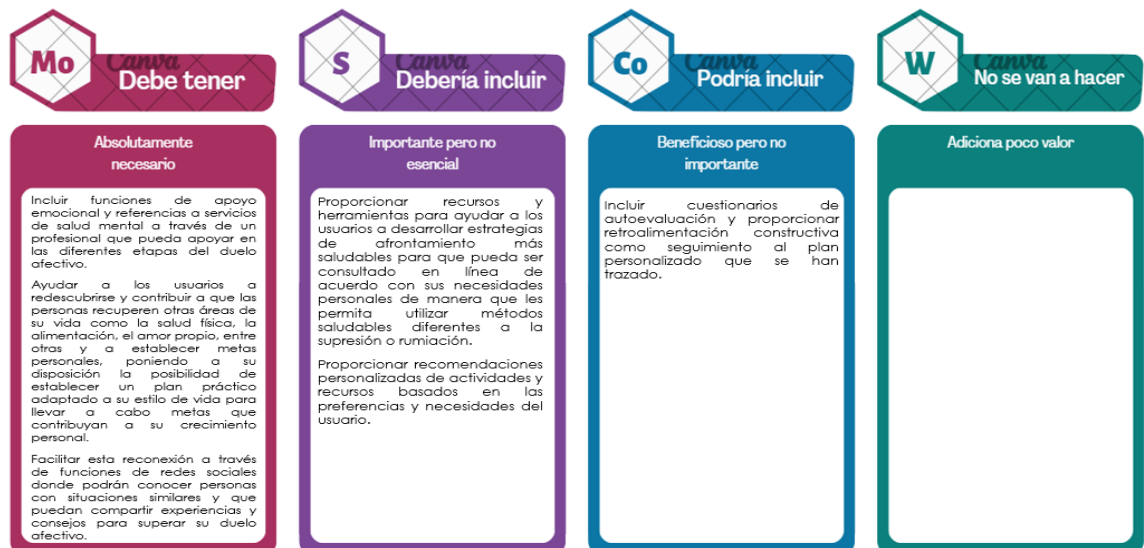 Mo
Canva
Debe tener
S
Canva
Debería incluir
Co
Canva
Podría incluir
W
Canva
No se van a hacer
Absolutamente
necesario
Incluir funciones de apoyo
emocional y referencias a servicios
de salud mental a través de un
profesional que pueda apoyar en
las diferentes etapas del duelo
afectivo.
Ayudar a los usuarios a
redescubrirse y contribuir a que las
personas recuperen otras áreas de
su vida como la salud física, la
alimentación, el amor propio, entre
otras y a establecer metas
personales, poniendo a su
disposición la posibilidad de
establecer un plan práctico
adaptado a su estilo de vida para
llevar a cabo metas que
contribuyan a su crecimiento
personal.
Facilitar esta reconexión a través
de funciones de redes sociales
donde podrán conocer personas
con situaciones similares y que
puedan compartir experiencias y
consejos para superar su duelo
afectivo.
Importante pero no
esencial
Proporcionar recursos y
herramientas para ayudar a los
usuarios a desarrollar estrategias
de afrontamiento más
saludables para que pueda ser
consultado en línea de
acuerdo con sus necesidades
personales de manera que les
permita utilizar métodos
saludables diferentes a la
supresión o rumiación.
Proporcionar recomendaciones
personalizadas de actividades y
recursos basados en las
preferencias y necesidades del
usuario.
Beneficioso pero no
importante
Incluir cuestionarios de
autoevaluación y proporcionar
retroalimentación constructiva
como seguimiento al plan
personalizado que se han
trazado.
Adiciona poco valor